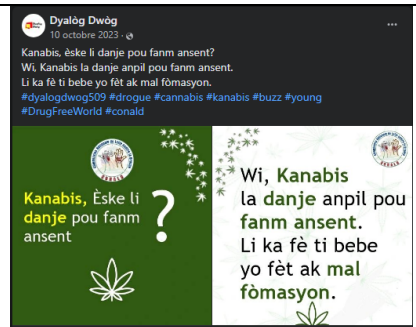 Dyalòg Dwòg
10 octobre 2023
Kanabis, èske li danje pou fanm ansent?
Wi, Kanabis la danje anpil pou fanm ansent.
Li ka fè ti bebe yo fèt ak mal fòmasyon.
#dyalogdwog509 #drogue #cannabis #kanabis #buzz #young
#DrugFreeWorld #conald
Kanabis, Èske li
danje pou fanm
ansent
?
Wi, Kanabis
la danje anpil pou
fanm ansent.
Li ka fè ti bebe
yo fèt ak mal
fòmasyon.